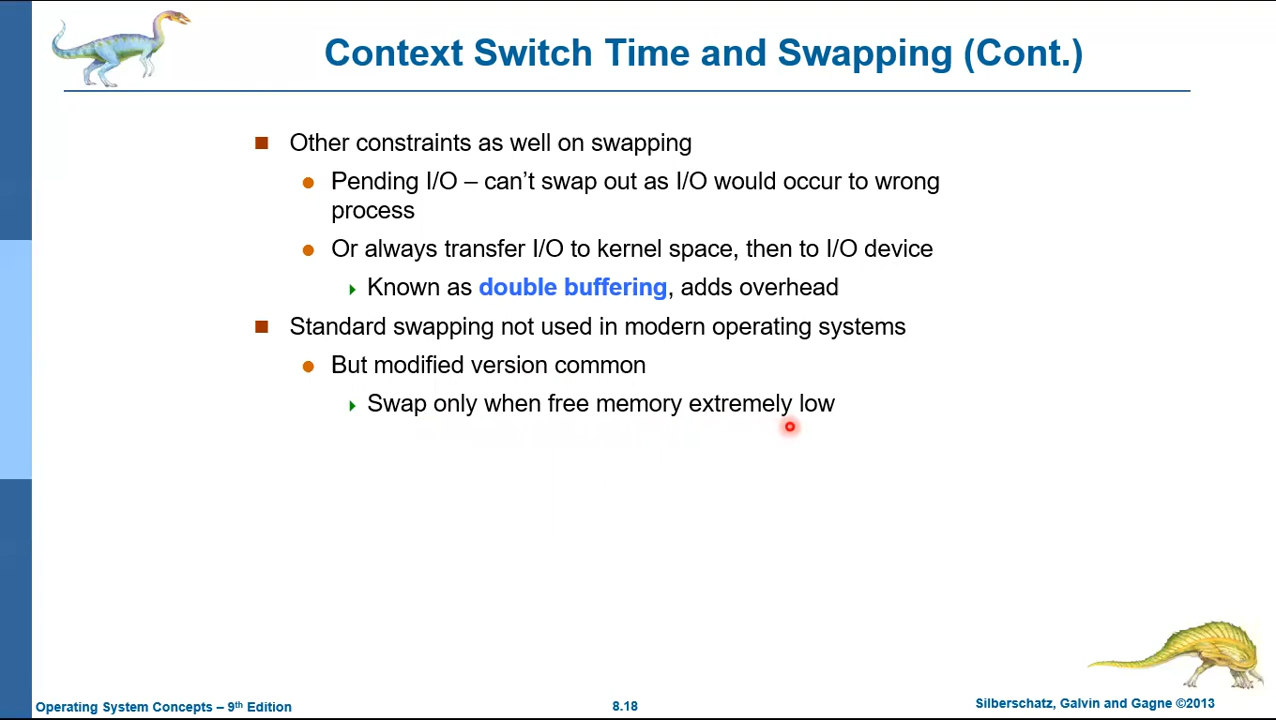 Context Switch Time and Swapping (Cont.)
Other constraints as well on swapping
Pending I/O – can't swap out as I/O would occur to wrong
process
Or always transfer I/O to kernel space, then to I/O device
Known as double buffering, adds overhead
Standard swapping not used in modern operating systems
But modified version common
Swap only when free memory extremely low
Operating System Concepts – 9th Edition
8.18
Silberschatz, Galvin and Gagne ©2013